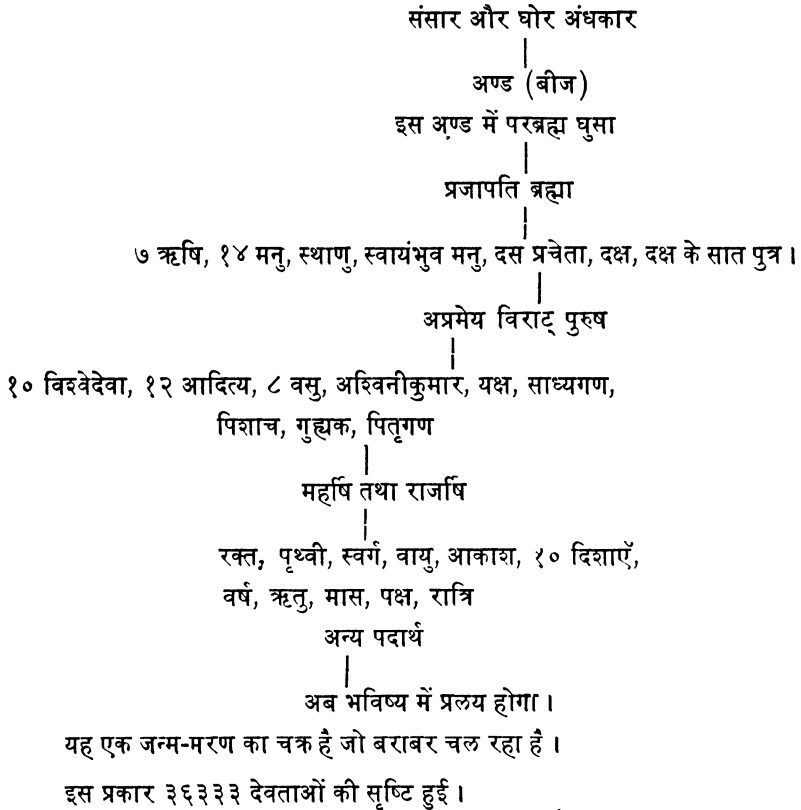 संसार और घोर अंधकार
अण्ड (बीज)
इस अण्ड में परब्रह्म घुसा
प्रजापति ब्रह्मा
७ ऋषि, १४ मनु, स्थाणु, स्वायंभुव मनु, दस प्रचेता, दक्ष, दक्ष के सात पुत्र।
अप्रमेय विराट् पुरुष
१० विश्वेदेवा, १२ आदित्य, ८ वसु, अश्विनीकुमार, यक्ष, साध्यगण,
पिशाच, गुह्यक, पितृगण
महर्षि तथा राजर्षि
रक्त, पृथ्वी, स्वर्ग, वायु, आकाश, १० दिशाएँ,
वर्ष, ऋतु, मास, पक्ष, रात्रि
अन्य पदार्थ
अब भविष्य में प्रलय होगा।
यह एक जन्म-मरण का चक्र है जो बराबर चल रहा है।
इस प्रकार ३६३३३ देवताओं की सृष्टि हुई।